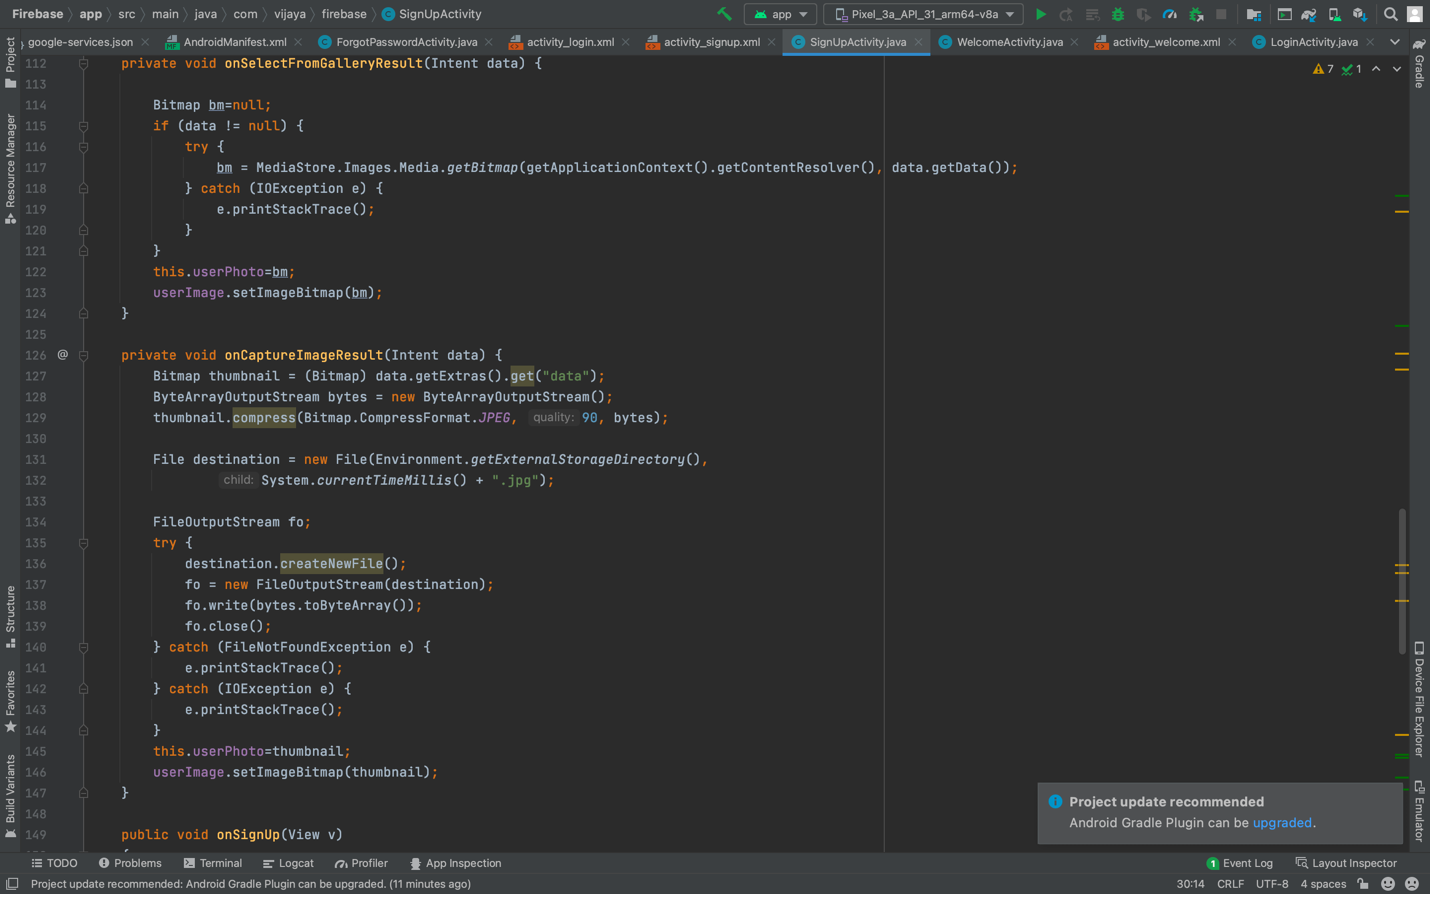 Firebase app src main java com vijaya firebase SignUpActivity app Pixel_3a_API_31_arm64-v8a
google-services.json AndroidManifest.xml ForgotPasswordActivity.java activity_login.xml activity_signup.xml SignUpActivity.java WelcomeActivity.java activity_welcome.xml LoginActivity.java
Project
Resource Manager
Structure
Favorites
Build Variants
Gradle
Device File Explorer
Emulator
7 1
112 private void onSelectFromGalleryResult(Intent data) {
113
114 Bitmap bm=null;
115 if (data != null) {
116 try {
117 bm = MediaStore.Images.Media.getBitmap(getApplicationContext().getContentResolver(), data.getData());
118 } catch (IOException e) {
119 e.printStackTrace();
120 }
121 }
122 this.userPhoto=bm;
123 userImage.setImageBitmap(bm);
124 }
125
126 @ private void onCaptureImageResult(Intent data) {
127 Bitmap thumbnail = (Bitmap) data.getExtras().get("data");
128 ByteArrayOutputStream bytes = new ByteArrayOutputStream();
129 thumbnail.compress(Bitmap.CompressFormat.JPEG, quality: 90, bytes);
130
131 File destination = new File(Environment.getExternalStorageDirectory(),
132 child: System.currentTimeMillis() + ".jpg");
133
134 FileOutputStream fo;
135 try {
136 destination.createNewFile();
137 fo = new FileOutputStream(destination);
138 fo.write(bytes.toByteArray());
139 fo.close();
140 } catch (FileNotFoundException e) {
141 e.printStackTrace();
142 } catch (IOException e) {
143 e.printStackTrace();
144 }
145 this.userPhoto=thumbnail;
146 userImage.setImageBitmap(thumbnail);
147 }
148
149 public void onSignUp(View v)
Project update recommended
Android Gradle Plugin can be upgraded.
TODO Problems Terminal Logcat Profiler App Inspection 1 Event Log Layout Inspector
Project update recommended: Android Gradle Plugin can be upgraded. (11 minutes ago) 30:14 CRLF UTF-8 4 spaces